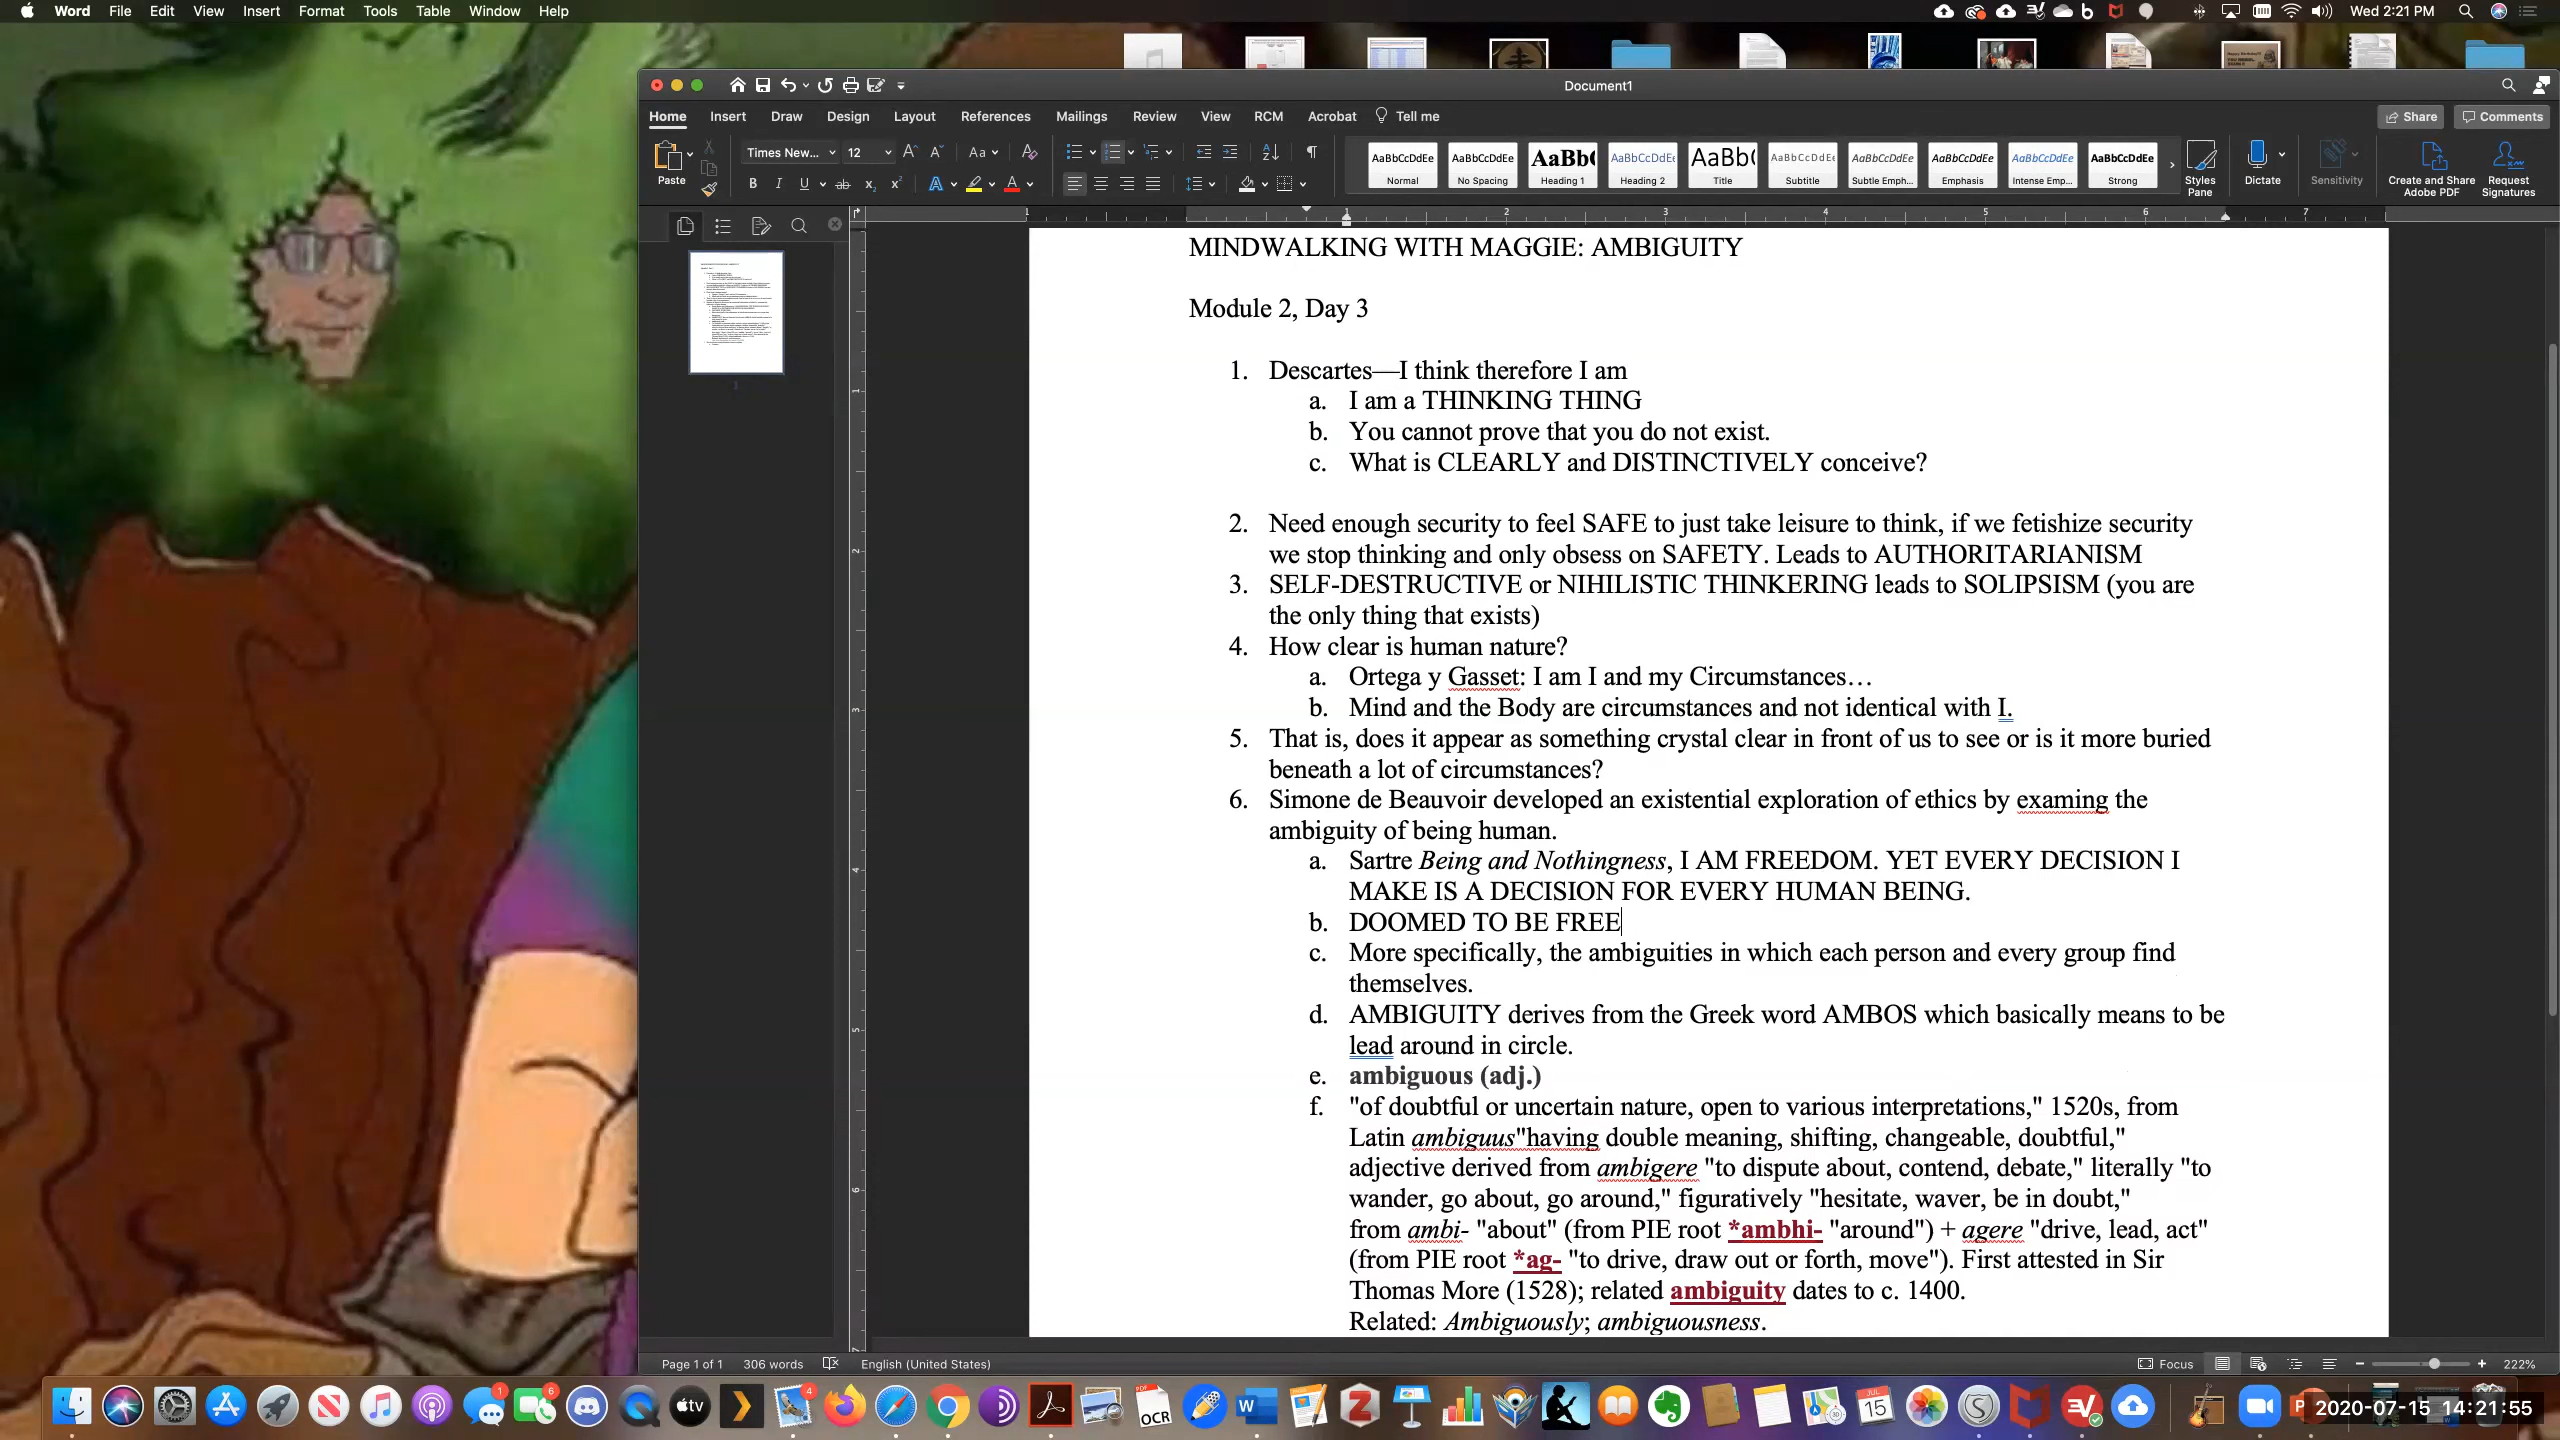 Word File Edit View Insert Format Tools Table Window Help
Wed 2:21 PM
Document1
Home Insert Draw Design Layout References Mailings Review View RCM Acrobat Tell me
Share Comments
Paste
Times New... 12
AaBbCcDdEe AaBbCcDdEe AaBb( AaBbCcDdE AaBb( AaBbCcDdE AaBbCcDdEe AaBbCcDdEe AaBbCcDdEe AaBbCcDdEe
Normal No Spacing Heading 1 Heading 2 Title Subtitle Subtle Emph... Emphasis Intense Emp... Strong
Styles Pane
Dictate
Sensitivity
Create and Share Adobe PDF
Request Signatures
MINDWALKING WITH MAGGIE: AMBIGUITY
Module 2, Day 3
1. Descartes—I think therefore I am
a. I am a THINKING THING
b. You cannot prove that you do not exist.
c. What is CLEARLY and DISTINCTIVELY conceive?
2. Need enough security to feel SAFE to just take leisure to think, if we fetishize security
we stop thinking and only obsess on SAFETY. Leads to AUTHORITARIANISM
3. SELF-DESTRUCTIVE or NIHILISTIC THINKERING leads to SOLIPSISM (you are
the only thing that exists)
4. How clear is human nature?
a. Ortega y Gasset: I am I and my Circumstances…
b. Mind and the Body are circumstances and not identical with I.
5. That is, does it appear as something crystal clear in front of us to see or is it more buried
beneath a lot of circumstances?
6. Simone de Beauvoir developed an existential exploration of ethics by examing the
ambiguity of being human.
a. Sartre Being and Nothingness, I AM FREEDOM. YET EVERY DECISION I
MAKE IS A DECISION FOR EVERY HUMAN BEING.
b. DOOMED TO BE FREE
c. More specifically, the ambiguities in which each person and every group find
themselves.
d. AMBIGUITY derives from the Greek word AMBOS which basically means to be
lead around in circle.
e. ambiguous (adj.)
f. "of doubtful or uncertain nature, open to various interpretations," 1520s, from
Latin ambiguus"having double meaning, shifting, changeable, doubtful,"
adjective derived from ambigere "to dispute about, contend, debate," literally "to
wander, go about, go around," figuratively "hesitate, waver, be in doubt,"
from ambi- "about" (from PIE root *ambhi- "around") + agere "drive, lead, act"
(from PIE root *ag- "to drive, draw out or forth, move"). First attested in Sir
Thomas More (1528); related ambiguity dates to c. 1400.
Related: Ambiguously; ambiguousness.
Page 1 of 1 306 words English (United States)
Focus 222%
2020-07-15 14:21:55